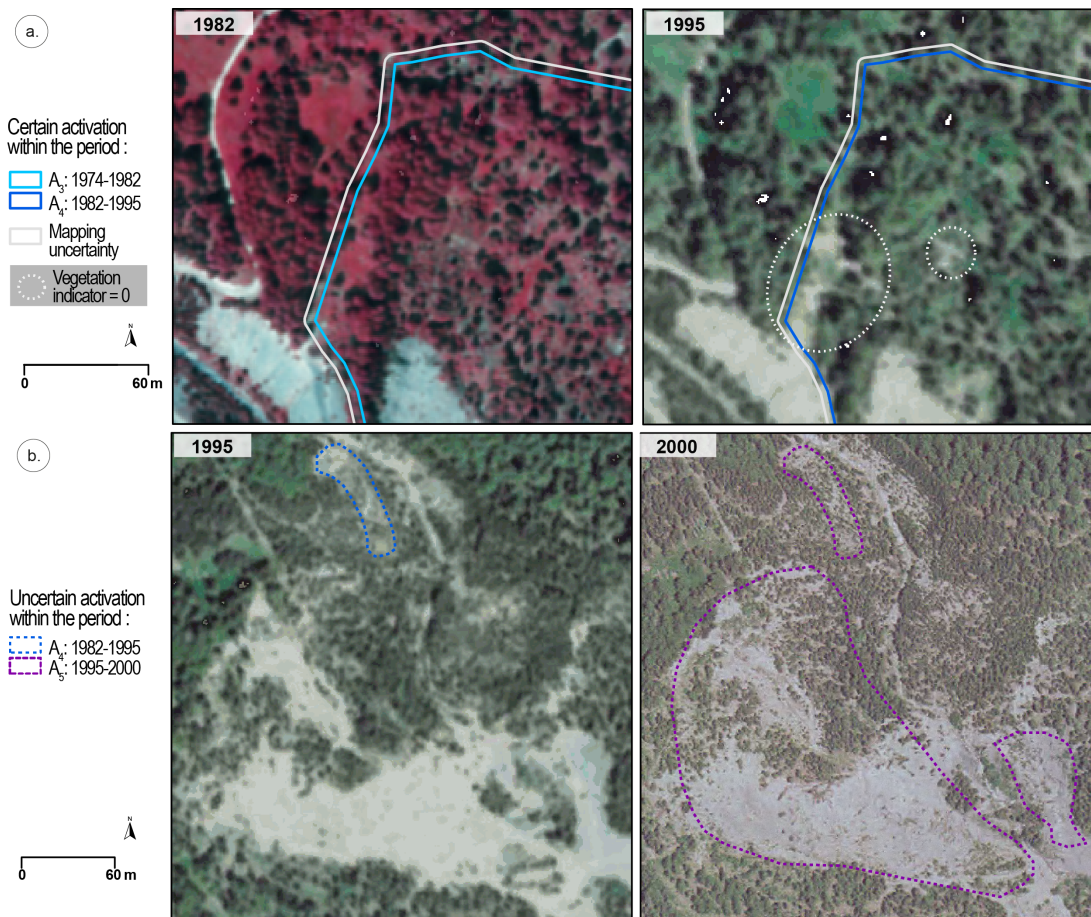 a.
1982
1995
Certain activation
within the period :
A3: 1974-1982
A4: 1982-1995
Mapping
uncertainty
Vegetation
indicator = 0
N
0 60 m
b.
1995
2000
Uncertain activation
within the period :
A4: 1982-1995
A5: 1995-2000
N
0 60 m